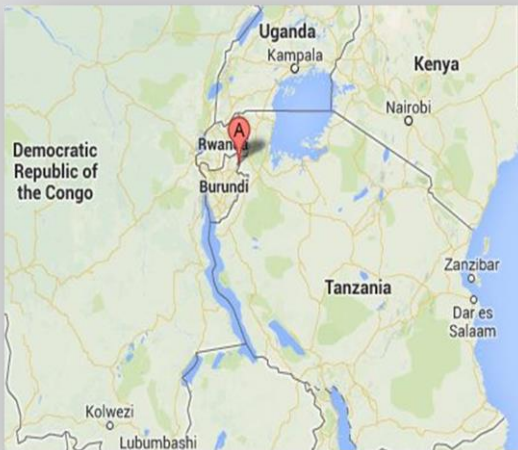 Uganda
Kampala
Kenya
Nairobi
A
Rwanda
Democratic
Republic of
the Congo
Burundi
Zanzibar
Tanzania
Dar es
Salaam
Kolwezi
Lubumbashi